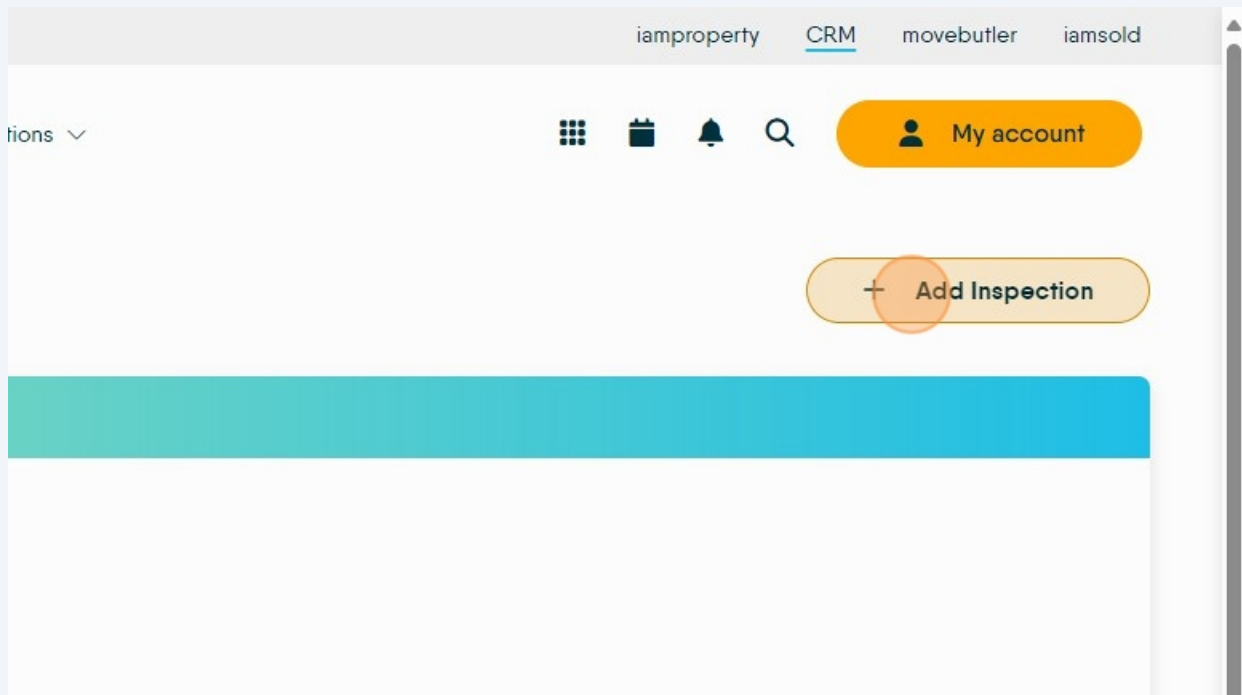 iamproperty CRM movebutler iamsold
tions My account
+ Add Inspection